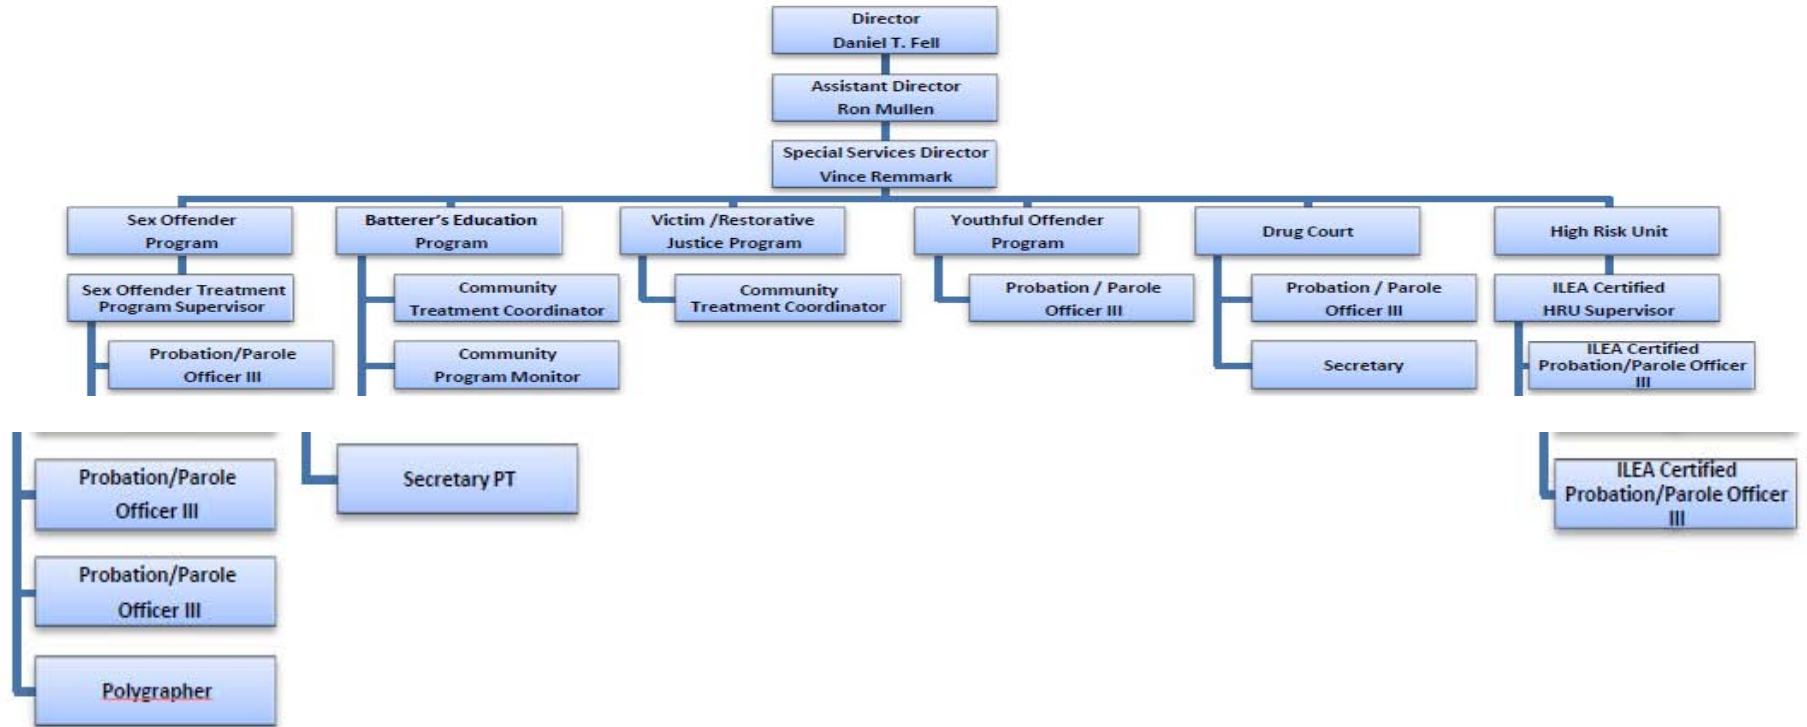 Director
Daniel T. Fell
Assistant Director
Ron Mullen
Special Services Director
Vince Remmark
Sex Offender
Program
Batterer's Education
Program
Victim /Restorative
Justice Program
Youthful Offender
Program
Drug Court
High Risk Unit
Sex Offender Treatment
Program Supervisor
Community
Treatment Coordinator
Community
Treatment Coordinator
Probation / Parole
Officer III
Probation / Parole
Officer III
ILEA Certified
HRU Supervisor
Probation/Parole
Officer III
Community
Program Monitor
Secretary
ILEA Certified
Probation/Parole Officer
III
Probation/Parole
Officer III
Secretary PT
ILEA Certified
Probation/Parole Officer
III
Probation/Parole
Officer III
Polygrapher